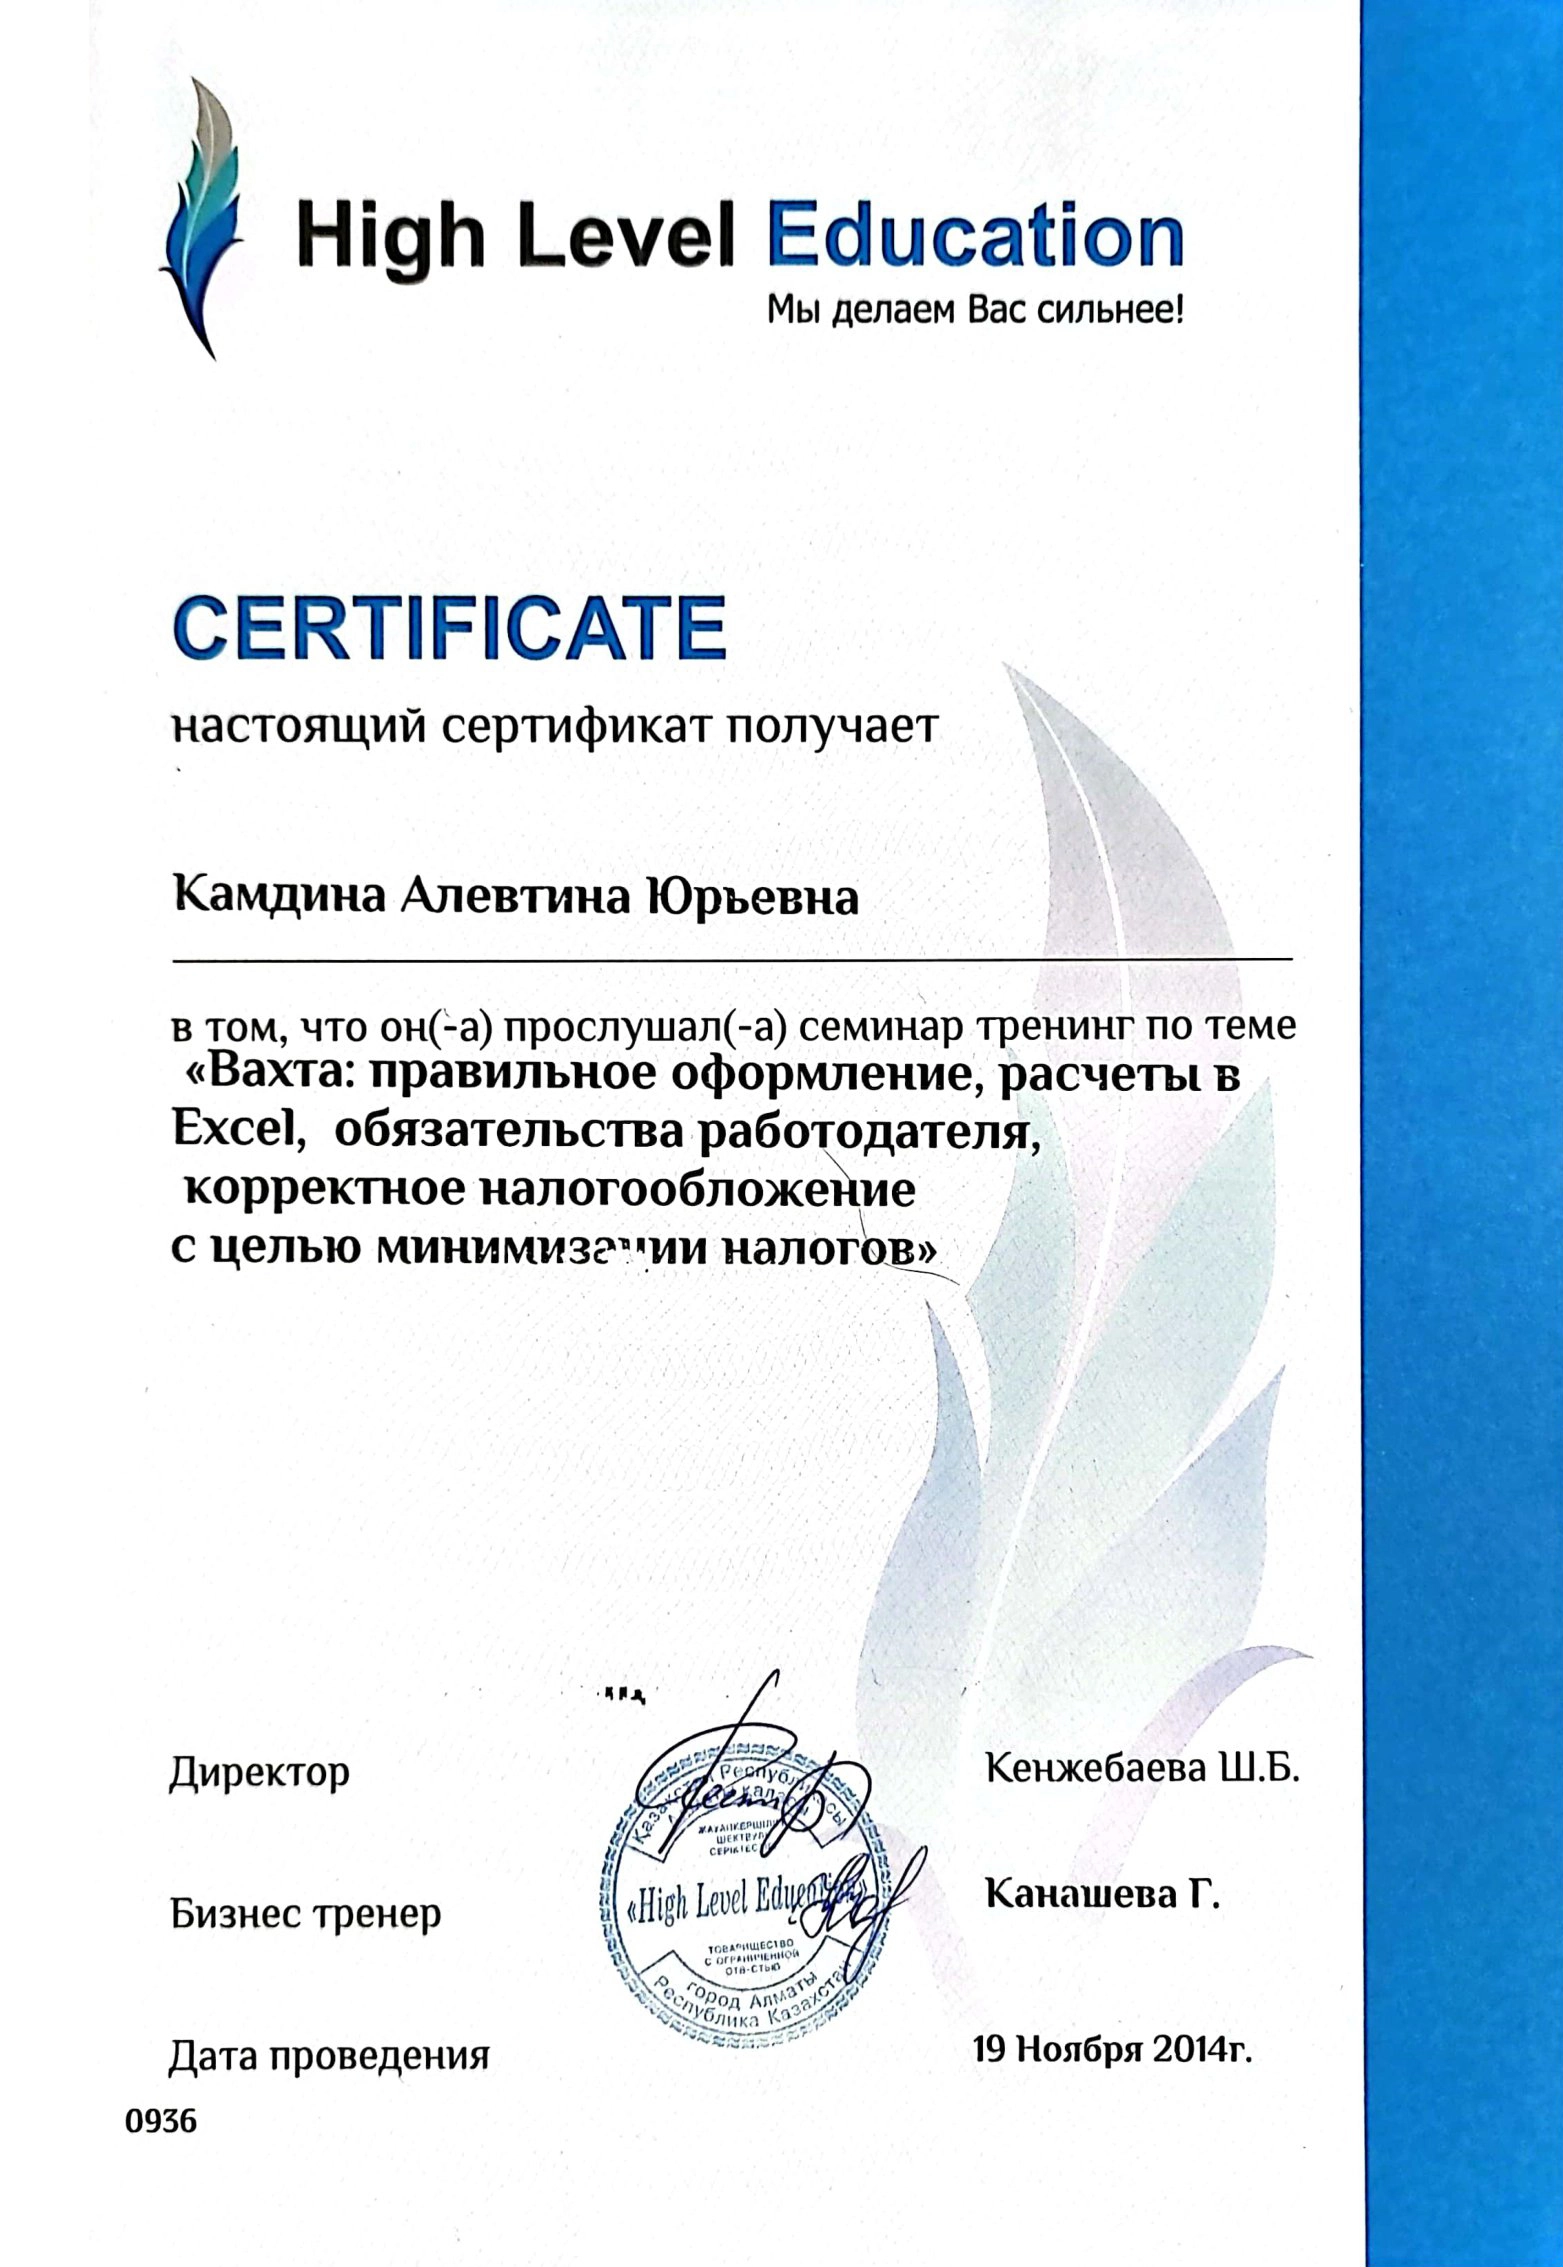 High Level Education
Мы делаем Вас сильнее!
CERTIFICATE
настоящий сертификат получает
Камдина Алевтина Юрьевна
в том, что он(-а) прослушал(-а) семинар тренинг по теме
«Вахта: правильное оформление, расчеты в
Excel, обязательства работодателя,
корректное налогообложение
с целью минимизации налогов»
Директор
Кенжебаева Ш.Б.
Қазақстан Республикасы
қаласы
ШЕКТЕУЛІ
«High Level Education»
ТОВАРИЩЕСТВО
С ОГРАНИЧЕННОЙ
ОТВ-СТЬЮ
город Алматы
Республика Казахстан
Бизнес тренер
Канашева Г.
Дата проведения
19 Ноября 2014г.
0936